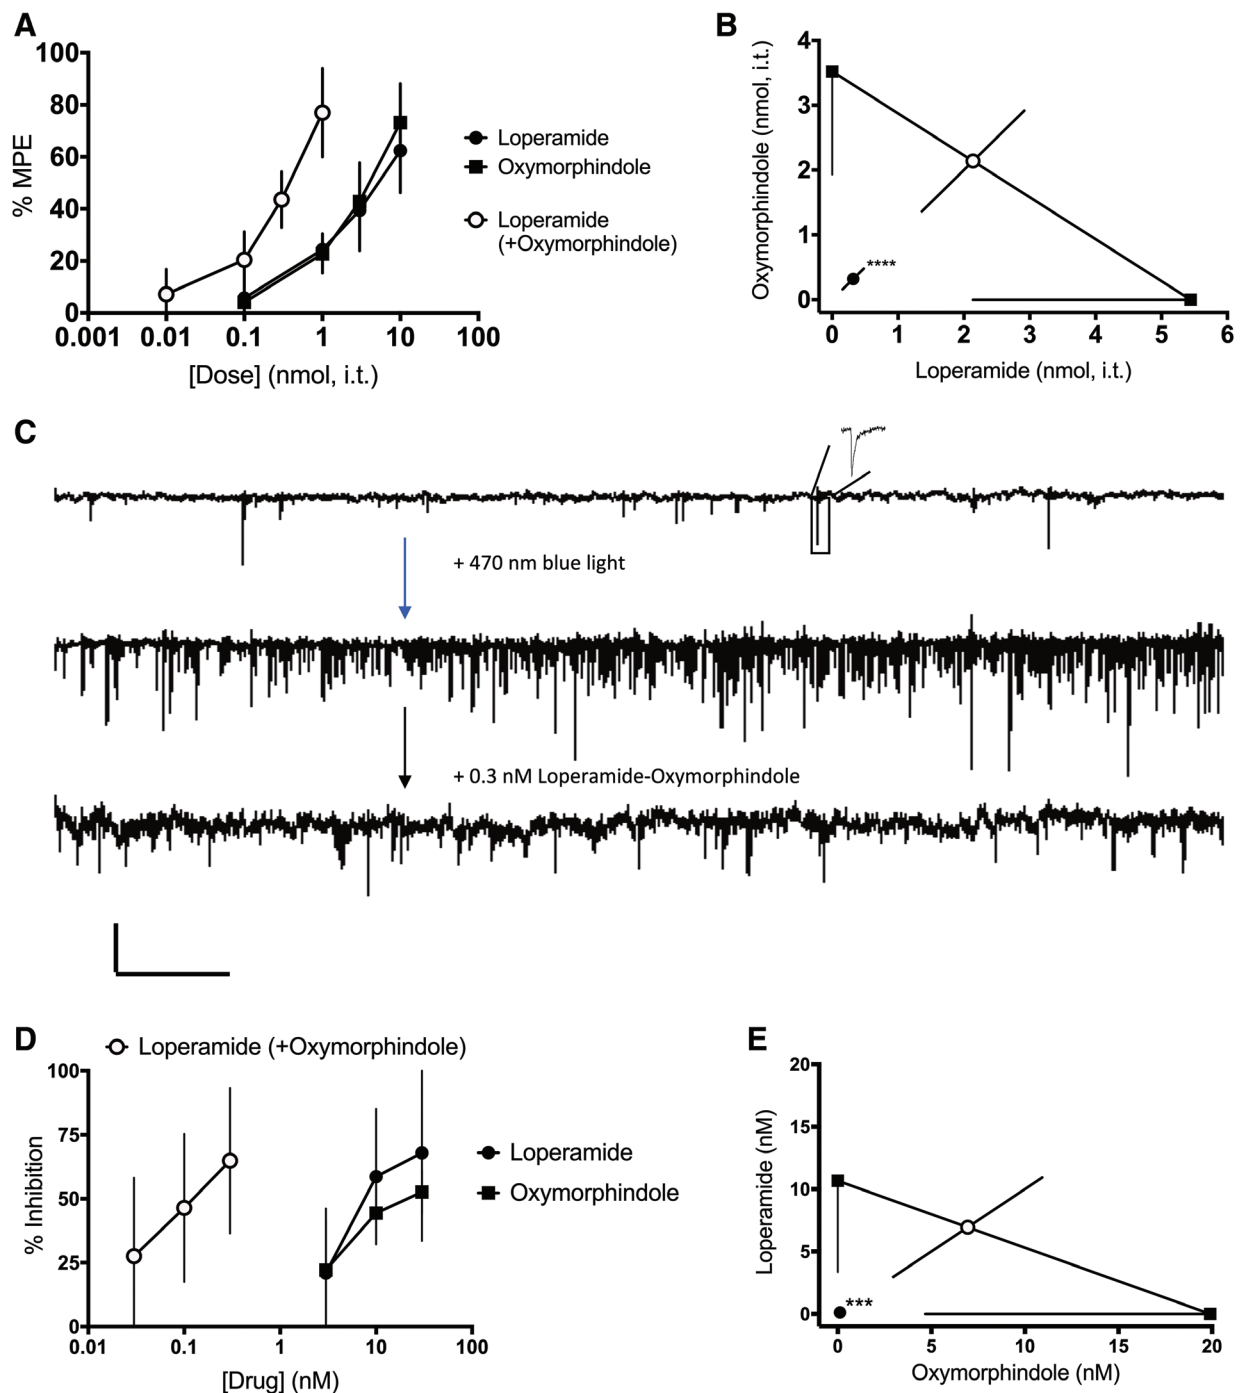 A
100
80
60
40
20
0
% MPE
0.001
0.01
0.1
1
10
100
[Dose] (nmol, i.t.)
Loperamide
Oxymorphindole
Loperamide
(+Oxymorphindole)
B
4
3
2
1
0
Oxymorphindole (nmol, i.t.)
****
0
1
2
3
4
5
6
Loperamide (nmol, i.t.)
C
+ 470 nm blue light
+ 0.3 nM Loperamide-Oxymorphindole
D
Loperamide (+Oxymorphindole)
100
75
50
25
0
% Inhibition
0.01
0.1
1
10
100
[Drug] (nM)
Loperamide
Oxymorphindole
E
20
15
10
5
0
Loperamide (nM)
***
0
5
10
15
20
Oxymorphindole (nM)